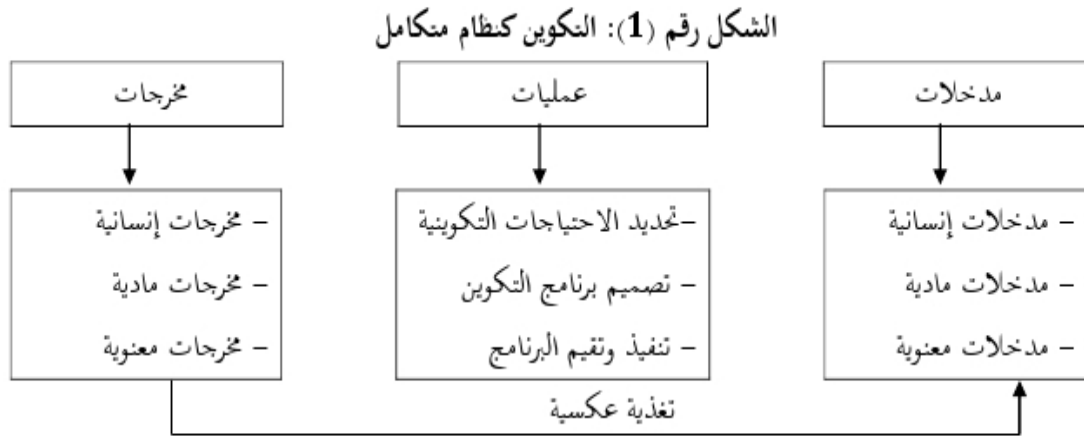 الشكل رقم (1): التكوين كنظام متكامل
مدخلات
عمليات
مخرجات
– مدخلات إنسانية
– مدخلات مادية
– مدخلات معنوية
–تحديد الاحتياجات التكوينية
– تصميم برنامج التكوين
– تنفيذ وتقيم البرنامج
– مخرجات إنسانية
– مخرجات مادية
– مخرجات معنوية
تغذية عكسية